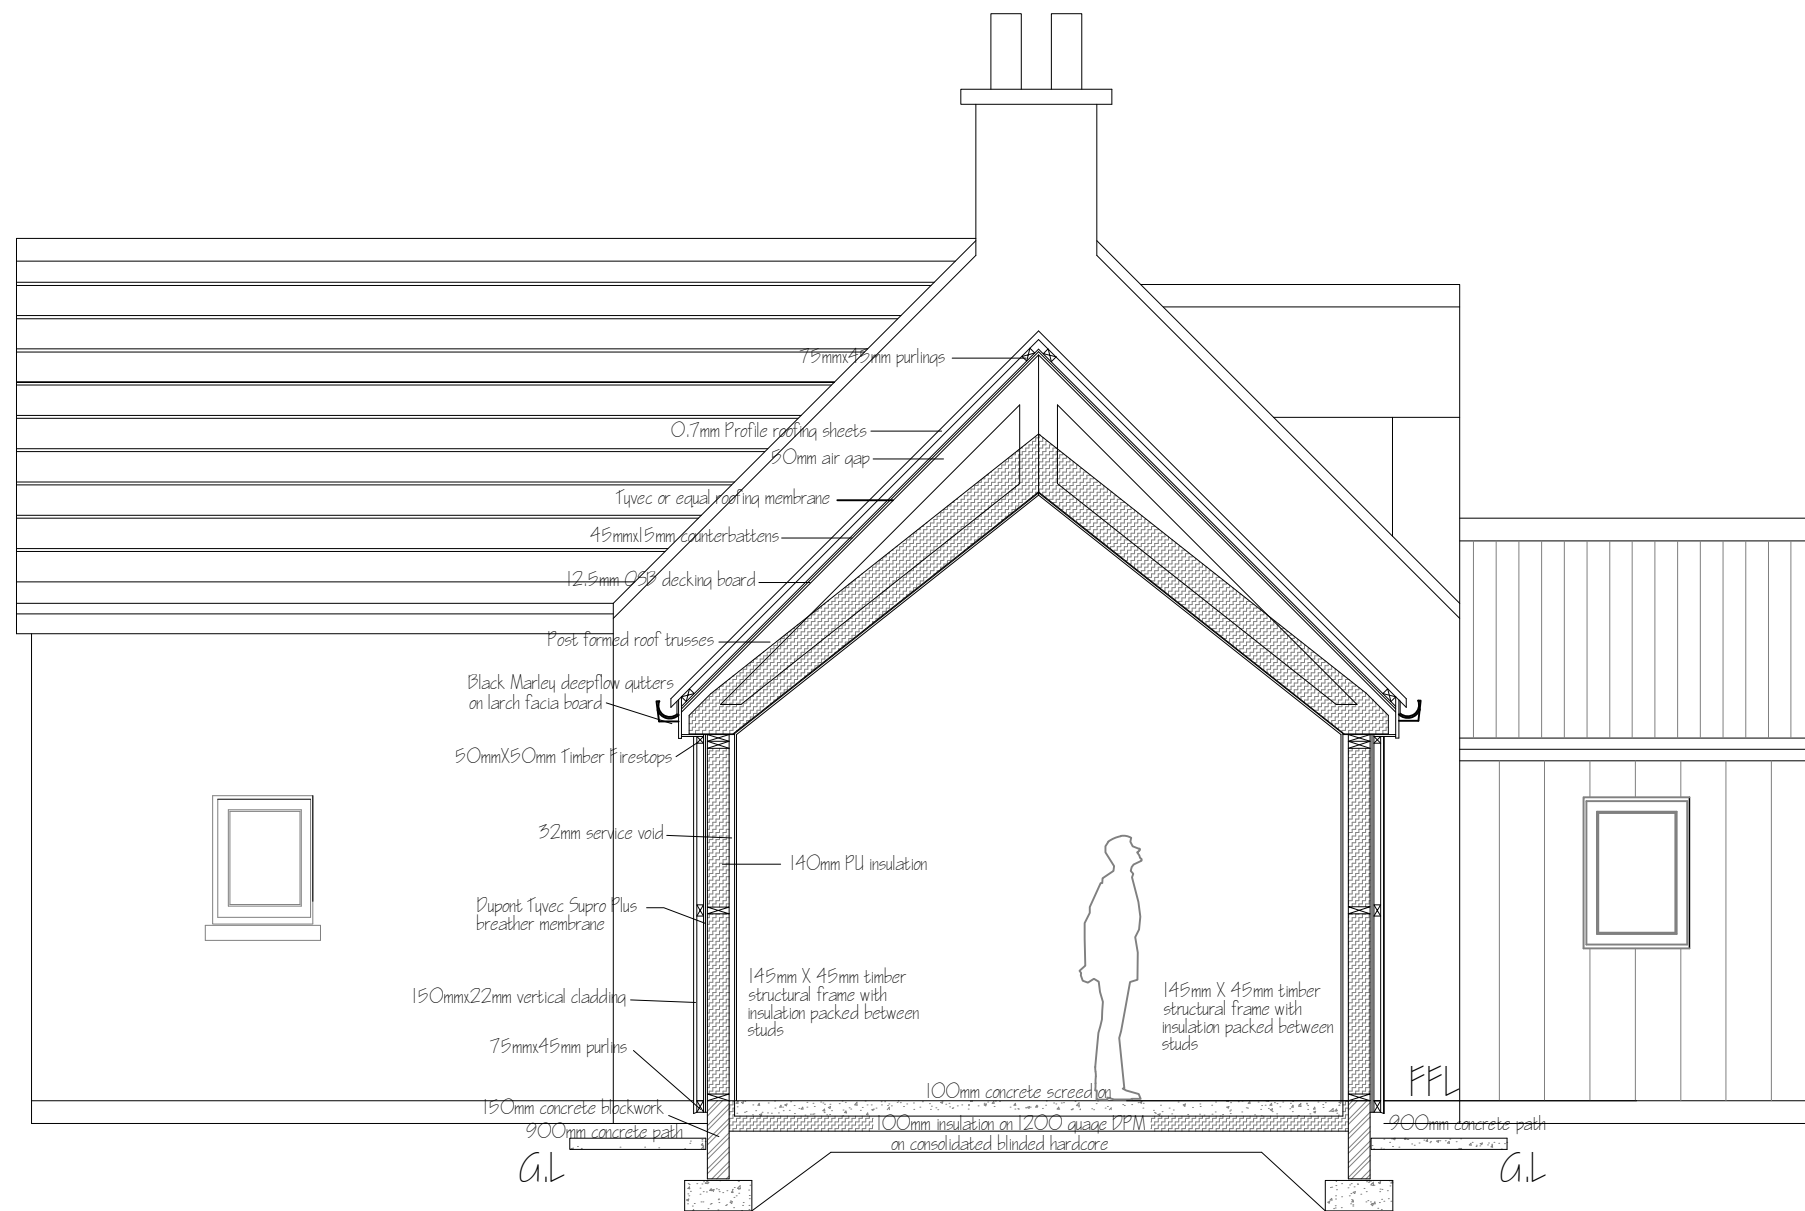 75mmx45mm purlings
0.7mm Profile roofing sheets
50mm air gap
Tyvec or equal roofing membrane
45mmx15mm counterbattens
12.5mm OSB decking board
Post formed roof trusses
Black Marley deepflow gutters
on larch facia board
50mmX50mm Timber Firestops
32mm service void
140mm PU insulation
Dupont Tyvec Supro Plus
breather membrane
145mm X 45mm timber
structural frame with
insulation packed between
studs
145mm X 45mm timber
structural frame with
insulation packed between
studs
150mmx22mm vertical cladding
75mmx45mm purlins
FFL
100mm concrete screed on
150mm concrete blockwork
100mm insulation on 1200 guage DPM
on consolidated blinded hardcore
900mm concrete path
900mm concrete path
G.L
G.L